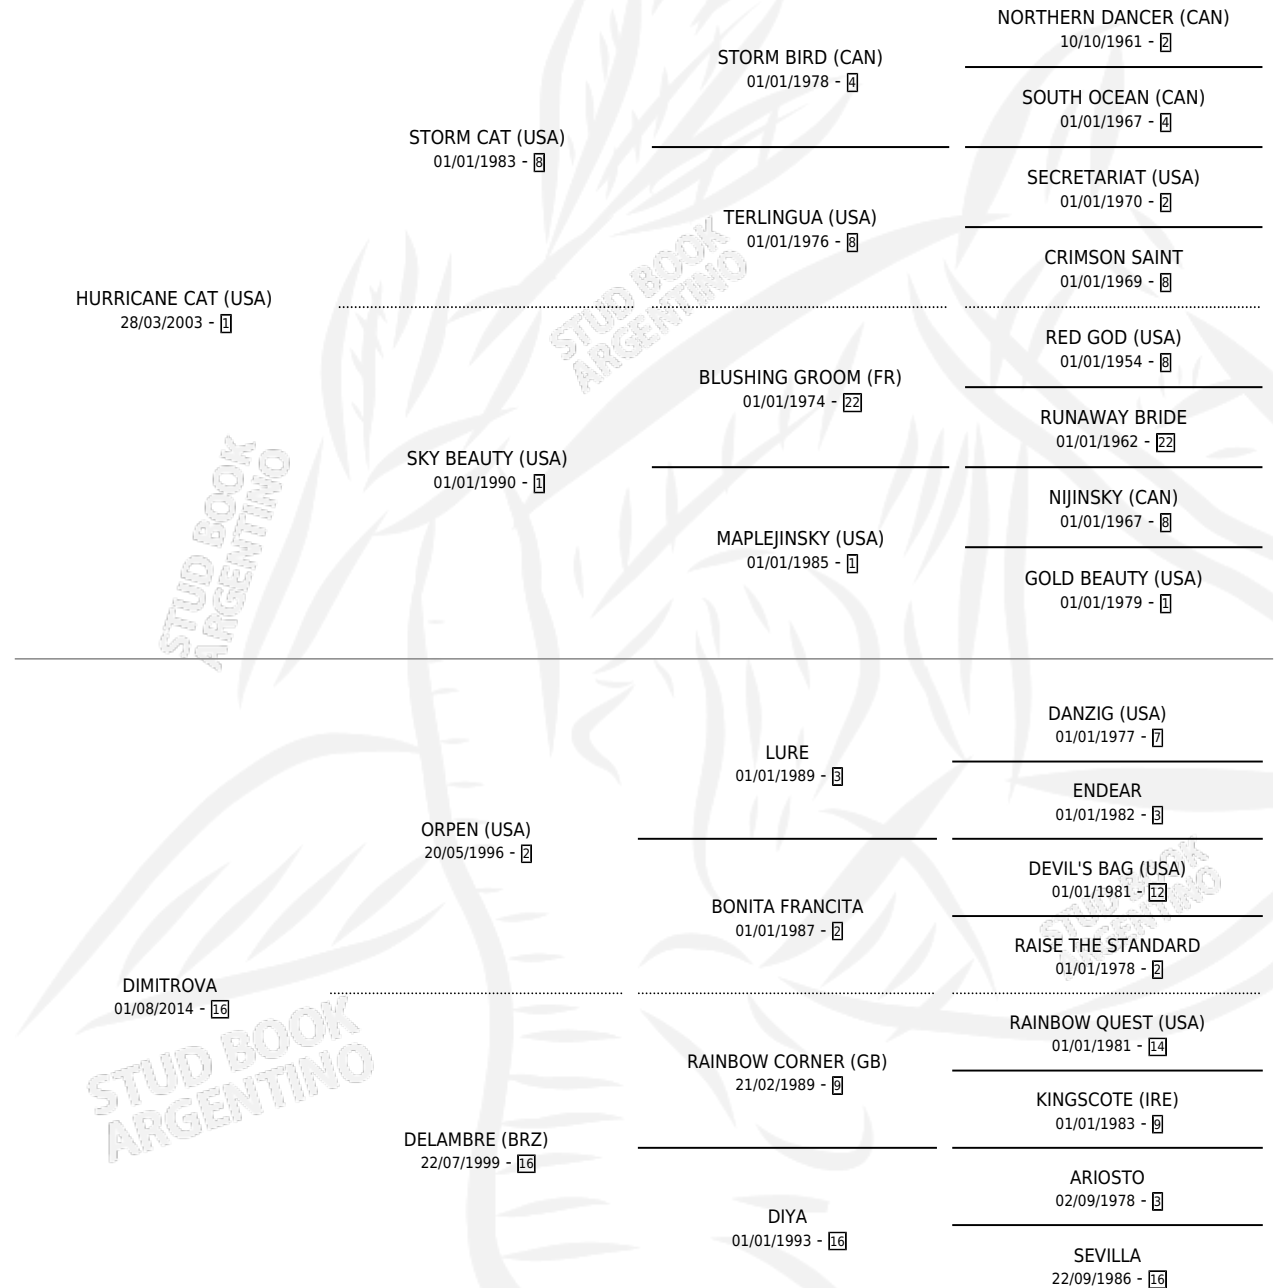 NORTHERN DANCER (CAN)
10/10/1961 - 2
STORM BIRD (CAN)
01/01/1978 - 4
SOUTH OCEAN (CAN)
01/01/1967 - 4
STORM CAT (USA)
01/01/1983 - 8
SECRETARIAT (USA)
01/01/1970 - 2
TERLINGUA (USA)
01/01/1976 - 8
CRIMSON SAINT
01/01/1969 - 8
HURRICANE CAT (USA)
28/03/2003 - 1
RED GOD (USA)
01/01/1954 - 8
BLUSHING GROOM (FR)
01/01/1974 - 22
RUNAWAY BRIDE
01/01/1962 - 22
SKY BEAUTY (USA)
01/01/1990 - 1
NIJINSKY (CAN)
01/01/1967 - 8
MAPLEJINSKY (USA)
01/01/1985 - 1
GOLD BEAUTY (USA)
01/01/1979 - 1
DANZIG (USA)
01/01/1977 - 7
LURE
01/01/1989 - 3
ENDEAR
01/01/1982 - 3
ORPEN (USA)
20/05/1996 - 2
DEVIL'S BAG (USA)
01/01/1981 - 12
BONITA FRANCITA
01/01/1987 - 2
RAISE THE STANDARD
01/01/1978 - 2
DIMITROVA
01/08/2014 - 16
RAINBOW QUEST (USA)
01/01/1981 - 14
RAINBOW CORNER (GB)
21/02/1989 - 9
KINGSCOTE (IRE)
01/01/1983 - 9
DELAMBRE (BRZ)
22/07/1999 - 16
ARIOSTO
02/09/1978 - 3
DIYA
01/01/1993 - 16
SEVILLA
22/09/1986 - 16
STUD BOOK
ARGENTINO
STUD BOOK
ARGENTINO
STUD BOOK
ARGENTINO
STUD BOOK
ARGENTINO